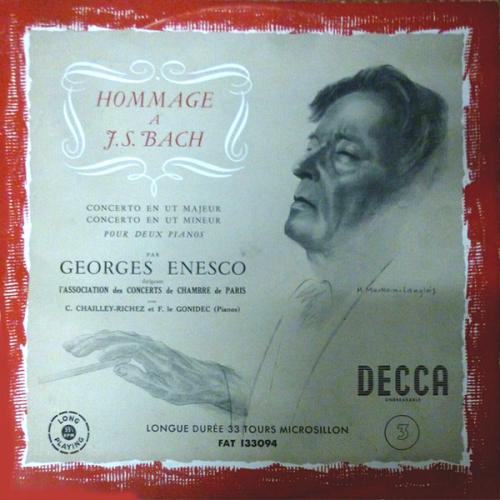 HOMMAGE
A
J.S. BACH
CONCERTO EN UT MAJEUR
CONCERTO EN UT MINEUR
POUR DEUX PIANOS
PAR
GEORGES ENESCO
dirigeant
l'ASSOCIATION des CONCERTS de CHAMBRE de PARIS
avec
C. CHAILLEY-RICHEZ et F. le GONIDEC (Pianos)
DECCA
UNBREAKABLE
LONG
33
PLAYING
LONGUE DURÉE 33 TOURS MICROSILLON
FAT 133094
3